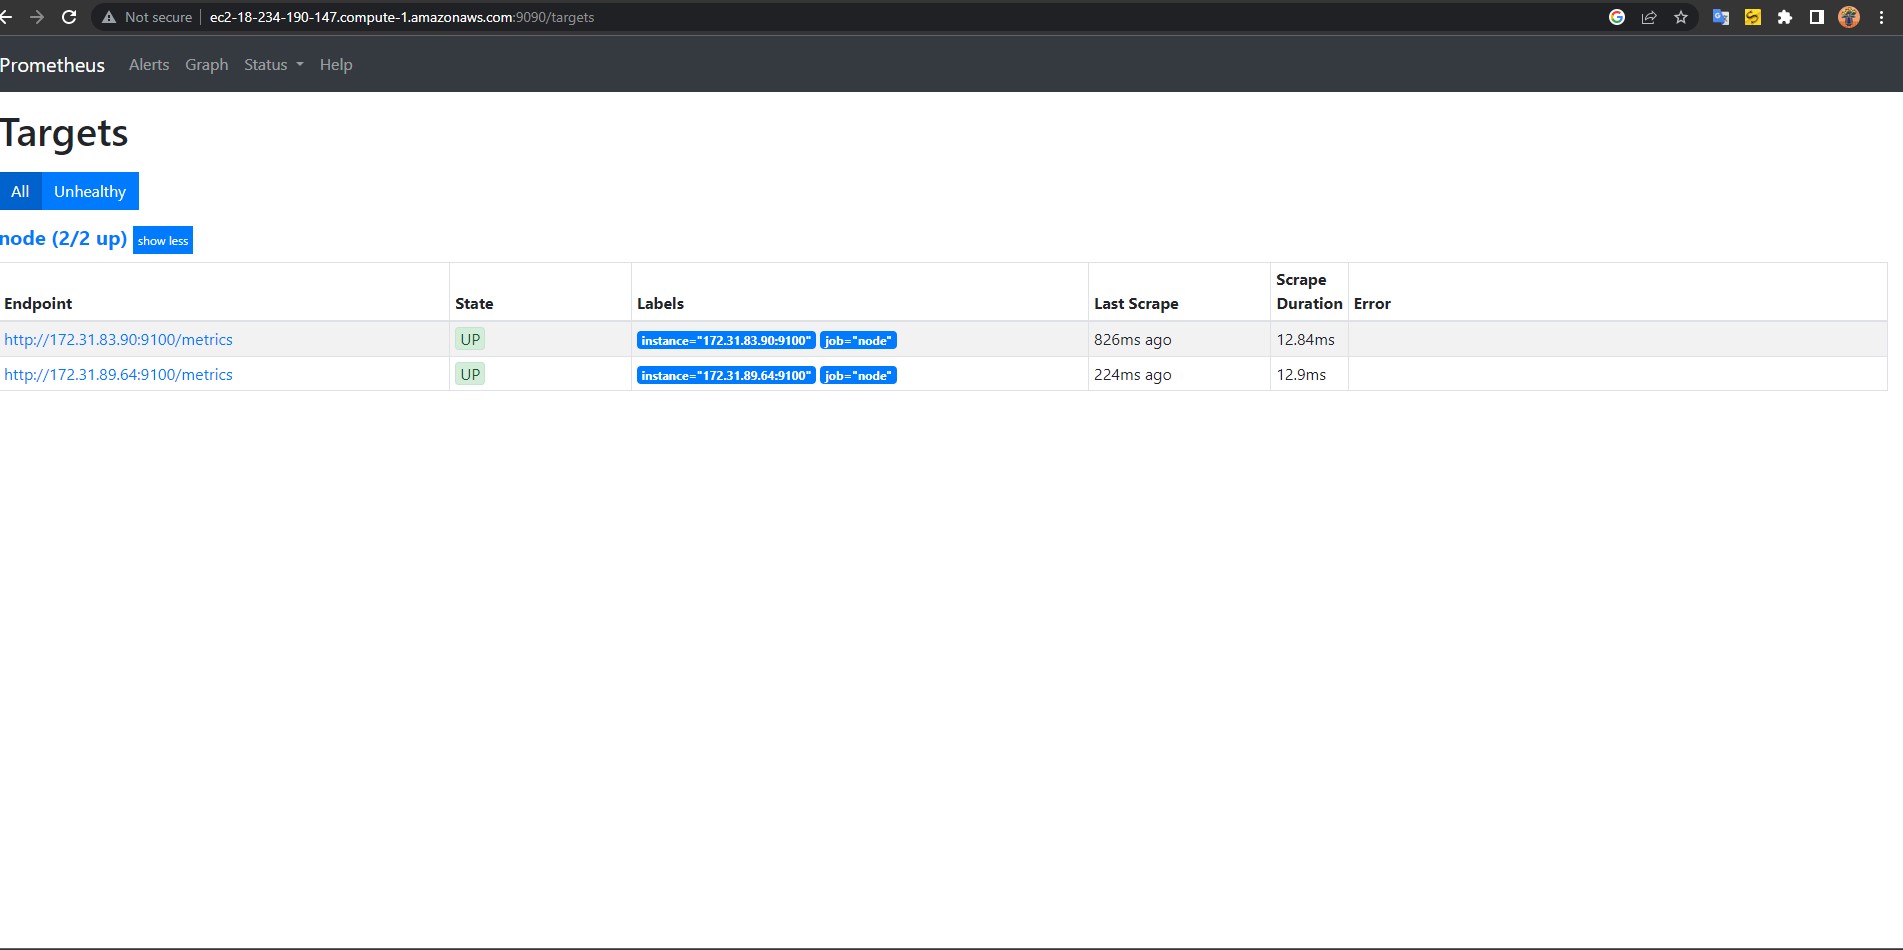 Not secure | ec2-18-234-190-147.compute-1.amazonaws.com:9090/targets
Prometheus Alerts Graph Status Help
Targets
All Unhealthy
node (2/2 up) show less
Endpoint State Labels Last Scrape Scrape Duration Error
http://172.31.83.90:9100/metrics UP instance="172.31.83.90:9100" job="node" 826ms ago 12.84ms
http://172.31.89.64:9100/metrics UP instance="172.31.89.64:9100" job="node" 224ms ago 12.9ms